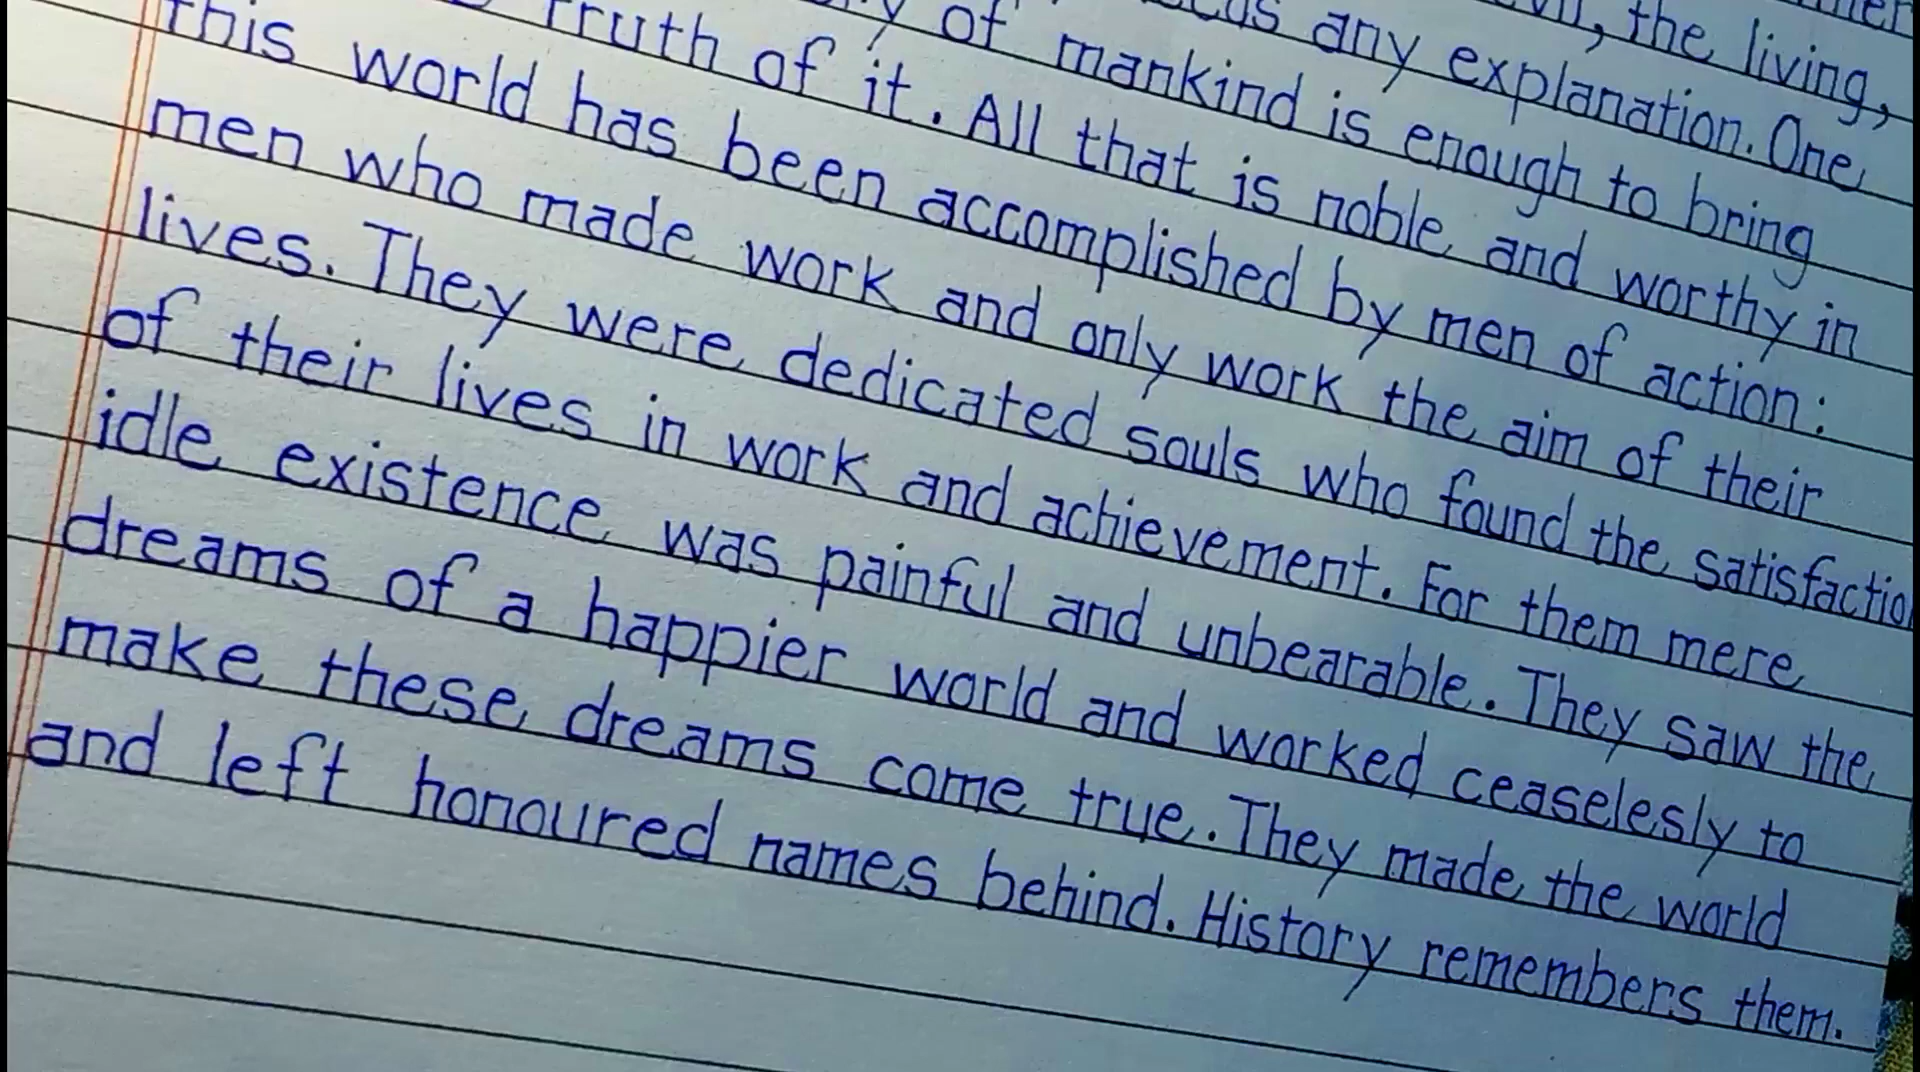 the living,
any explanation. One
of mankind is enough to bring
truth of it. All that is noble and worthy in
this world has been accomplished by men of action:
men who made work and only work the aim of their
lives. They were dedicated souls who found the satisfactio
of their lives in work and achievement. For them mere
idle existence was painful and unbearable. They saw the
dreams of a happier world and worked ceaselesly to
make these dreams come true. They made the world
and left honoured names behind. History remembers them.